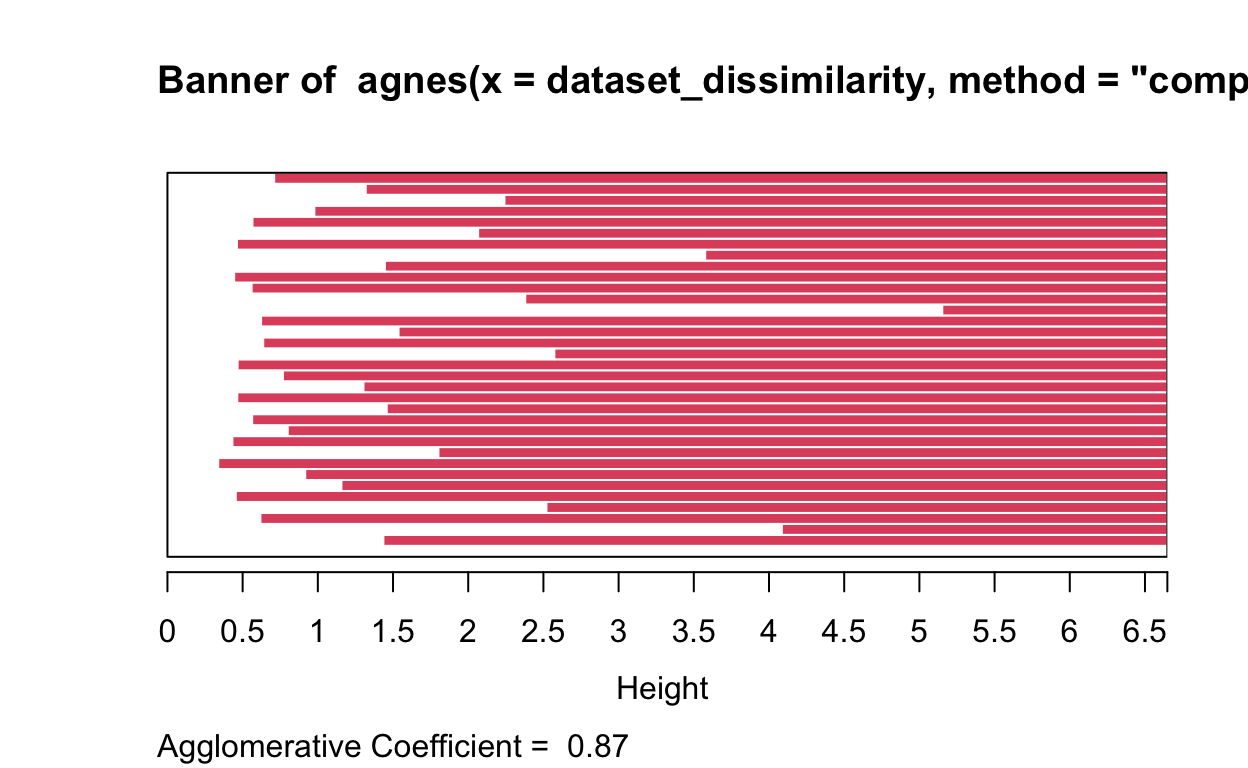 Banner of  agnes(x = dataset_dissimilarity, method = "comp
0 0.5 1 1.5 2 2.5 3 3.5 4 4.5 5 5.5 6 6.5
Height
Agglomerative Coefficient =  0.87